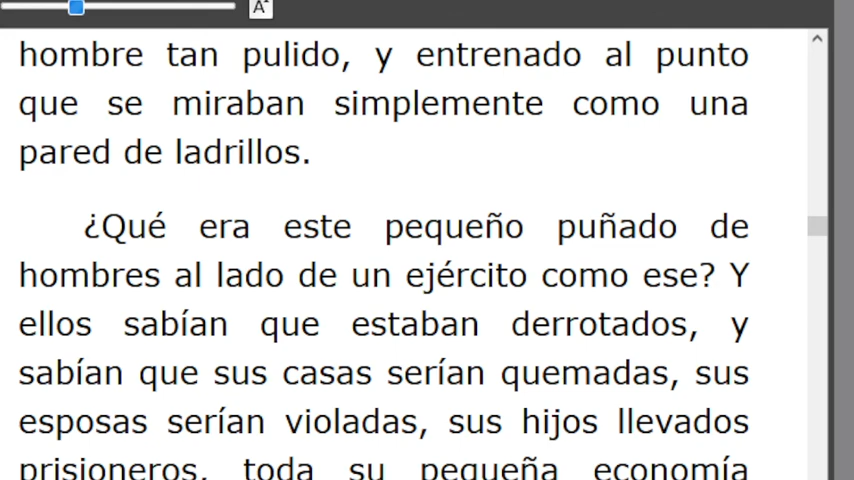 A
hombre tan pulido, y entrenado al punto
que se miraban simplemente como una
pared de ladrillos.
¿Qué era este pequeño puñado de
hombres al lado de un ejército como ese? Y
ellos sabían que estaban derrotados, y
sabían que sus casas serían quemadas, sus
esposas serían violadas, sus hijos llevados
prisioneros, toda su pequeña economía